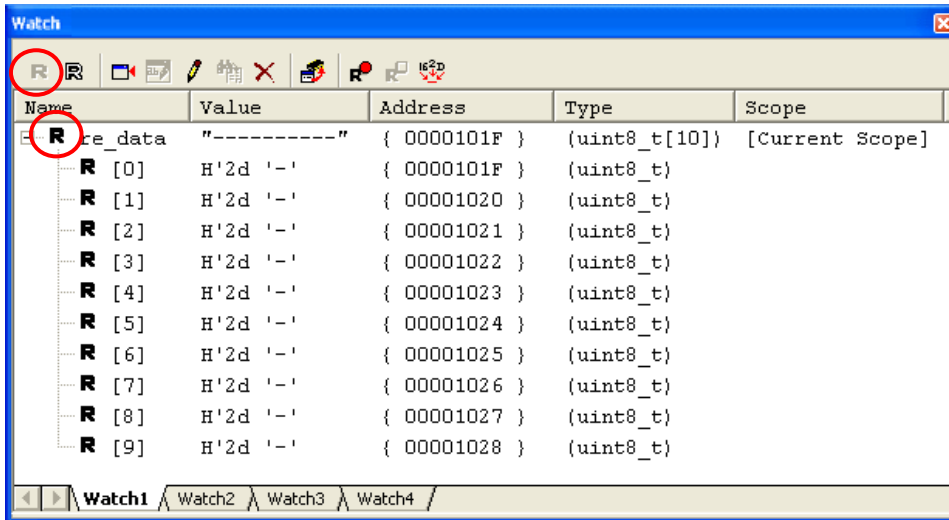 Watch
R R R R 16 2D
Name Value Address Type Scope
R re_data "----------" { 0000101F } (uint8_t[10]) [Current Scope]
R [0] H'2d '-' { 0000101F } (uint8_t)
R [1] H'2d '-' { 00001020 } (uint8_t)
R [2] H'2d '-' { 00001021 } (uint8_t)
R [3] H'2d '-' { 00001022 } (uint8_t)
R [4] H'2d '-' { 00001023 } (uint8_t)
R [5] H'2d '-' { 00001024 } (uint8_t)
R [6] H'2d '-' { 00001025 } (uint8_t)
R [7] H'2d '-' { 00001026 } (uint8_t)
R [8] H'2d '-' { 00001027 } (uint8_t)
R [9] H'2d '-' { 00001028 } (uint8_t)
Watch1 Watch2 Watch3 Watch4